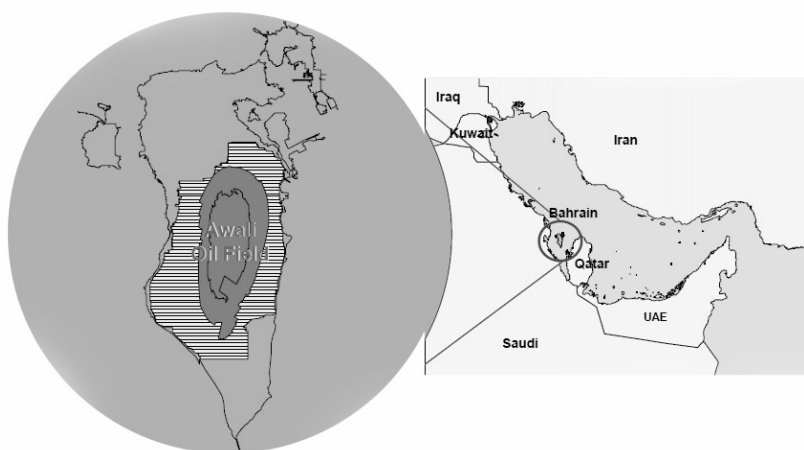 Awali
Oil Field
Iraq
Kuwait
Iran
Bahrain
Qatar
UAE
Saudi